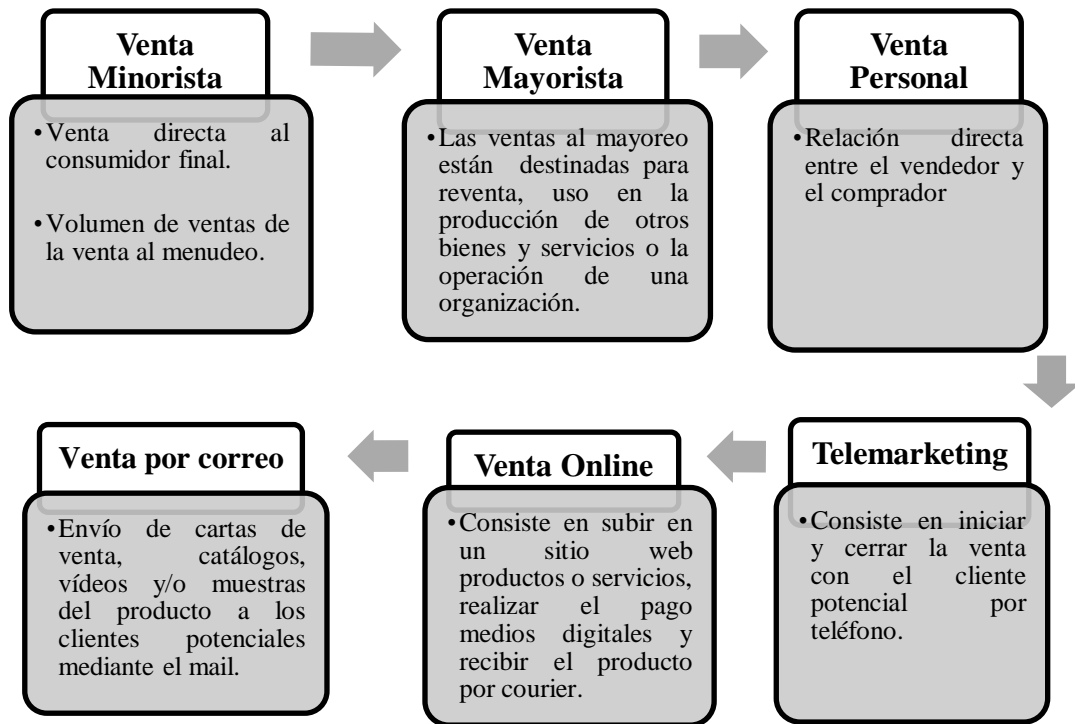 Venta
Minorista
•Venta directa al
consumidor final.
•Volumen de ventas de
la venta al menudeo.
Venta
Mayorista
•Las ventas al mayoreo
están destinadas para
reventa, uso en la
producción de otros
bienes y servicios o la
operación de una
organización.
Venta
Personal
•Relación directa
entre el vendedor y
el comprador
Telemarketing
•Consiste en iniciar
y cerrar la venta
con el cliente
potencial por
teléfono.
Venta Online
•Consiste en subir en
un sitio web
productos o servicios,
realizar el pago
medios digitales y
recibir el producto
por courier.
Venta por correo
•Envío de cartas de
venta, catálogos,
vídeos y/o muestras
del producto a los
clientes potenciales
mediante el mail.